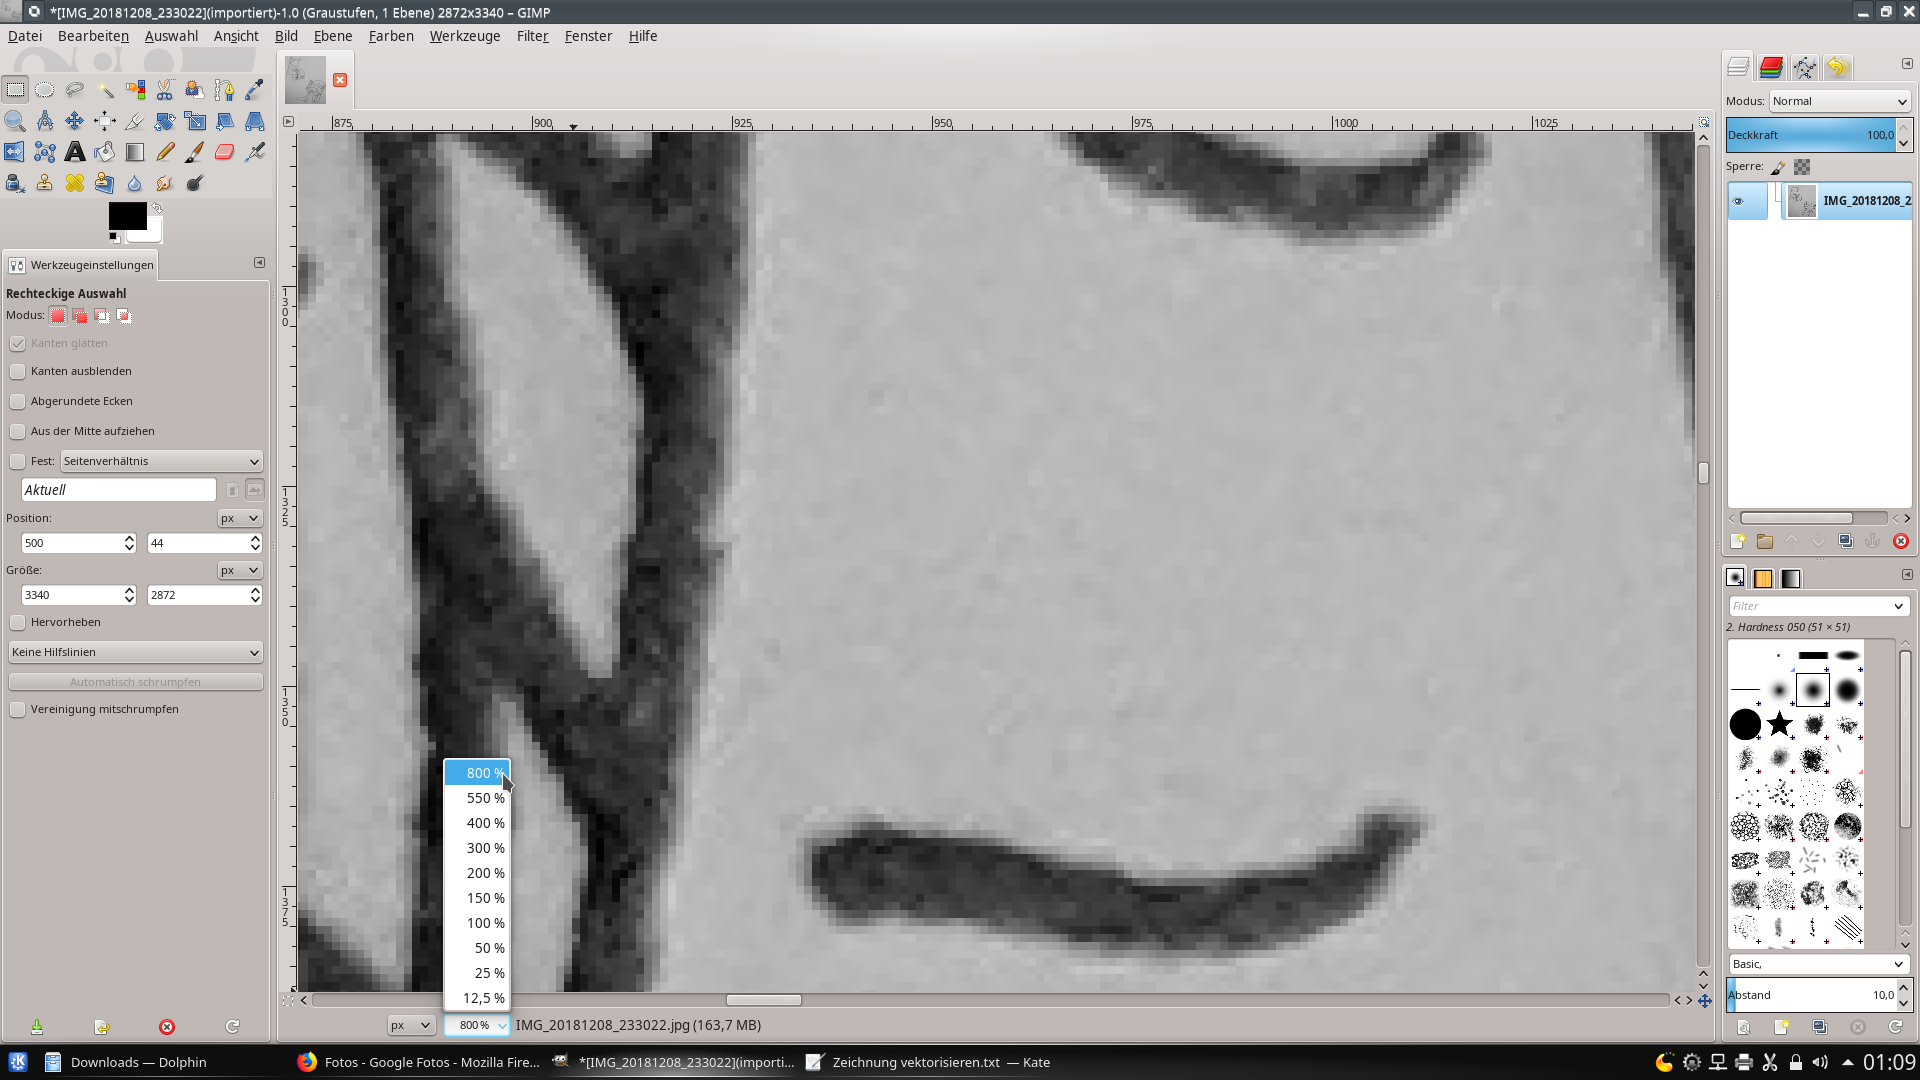 *[IMG_20181208_233022](importiert)-1.0 (Graustufen, 1 Ebene) 2872x3340 – GIMP
Datei Bearbeiten Auswahl Ansicht Bild Ebene Farben Werkzeuge Filter Fenster Hilfe
875 900 925 950 975 1000 1025
1300
1325
1350
1375
Werkzeugeinstellungen
Rechteckige Auswahl
Modus:
Kanten glätten
Kanten ausblenden
Abgerundete Ecken
Aus der Mitte aufziehen
Fest: Seitenverhältnis
Aktuell
Position: px
500 44
Größe: px
3340 2872
Hervorheben
Keine Hilfslinien
Automatisch schrumpfen
Vereinigung mitschrumpfen
800 %
550 %
400 %
300 %
200 %
150 %
100 %
50 %
25 %
12,5 %
px 800 % IMG_20181208_233022.jpg (163,7 MB)
Modus: Normal
Deckkraft 100,0
Sperre:
IMG_20181208_2
Filter
2. Hardness 050 (51 × 51)
Basic,
Abstand 10,0
Downloads — Dolphin
Fotos - Google Fotos - Mozilla Fire...
*[IMG_20181208_233022](importi...
Zeichnung vektorisieren.txt — Kate
01:09